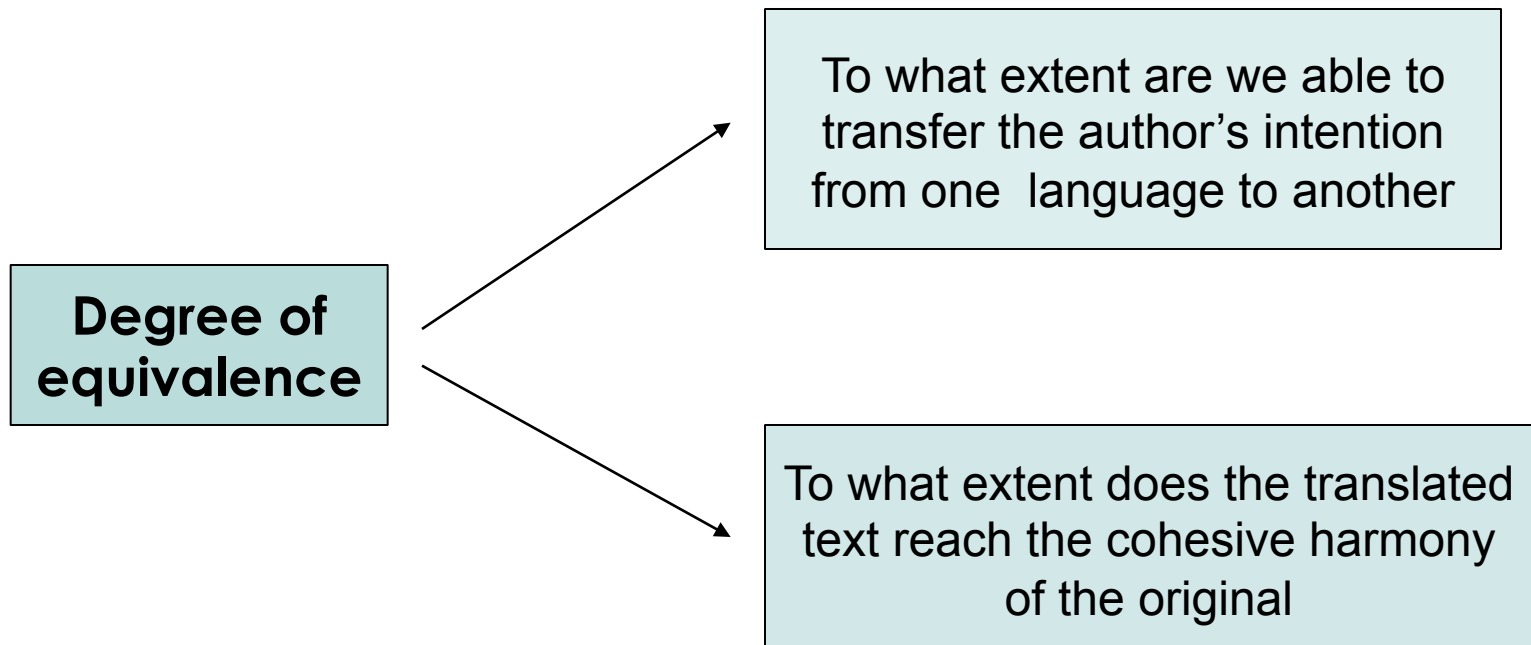 Degree of
equivalence
To what extent are we able to
transfer the author’s intention
from one  language to another
To what extent does the translated
text reach the cohesive harmony
of the original